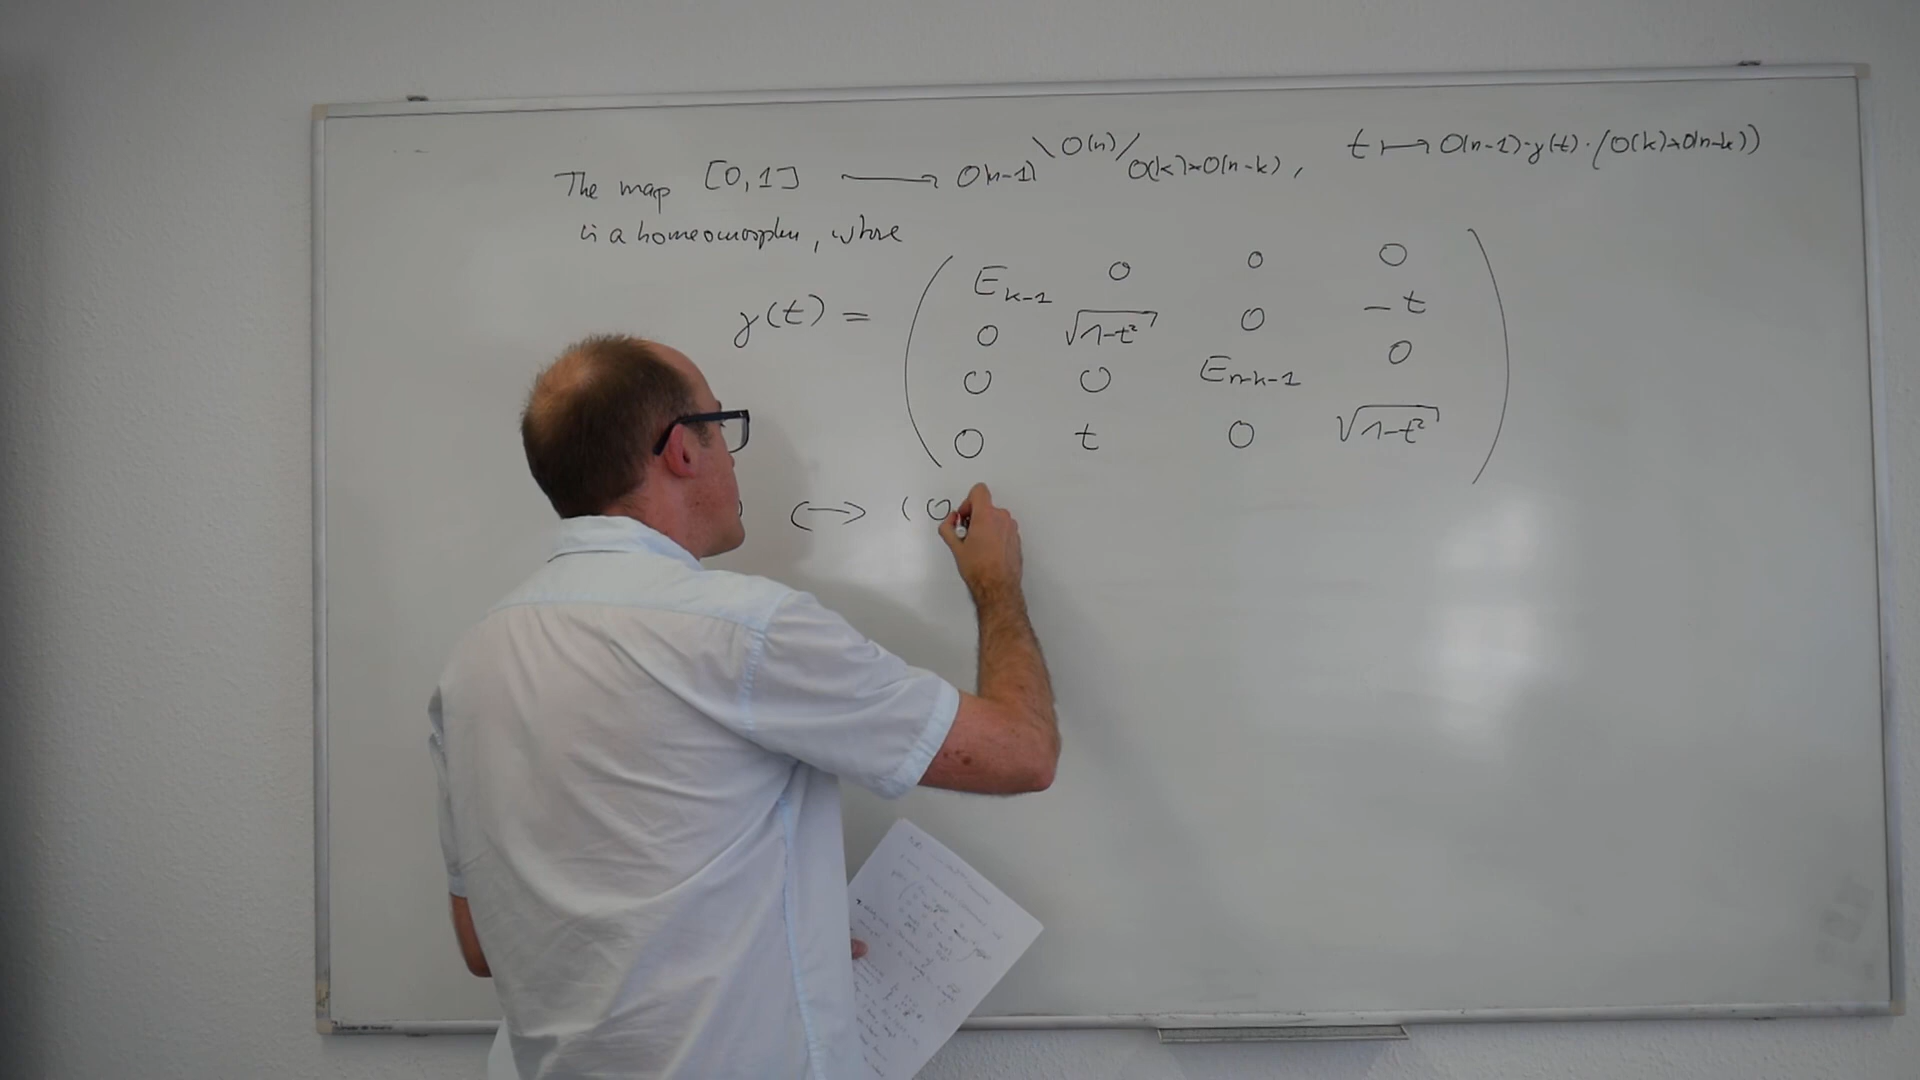 The map [0,1] ⟶ O(n-1)\O(n)/O(k)×O(n-k), t ↦ O(n-1)·γ(t)·(O(k)×O(n-k))
is a homeomorphism, where
γ(t) = ( E_{k-1} 0 0 0
0 √(1-t²) 0 -t
0 0 E_{n-k-1} 0
0 t 0 √(1-t²) )
↔ ( 0